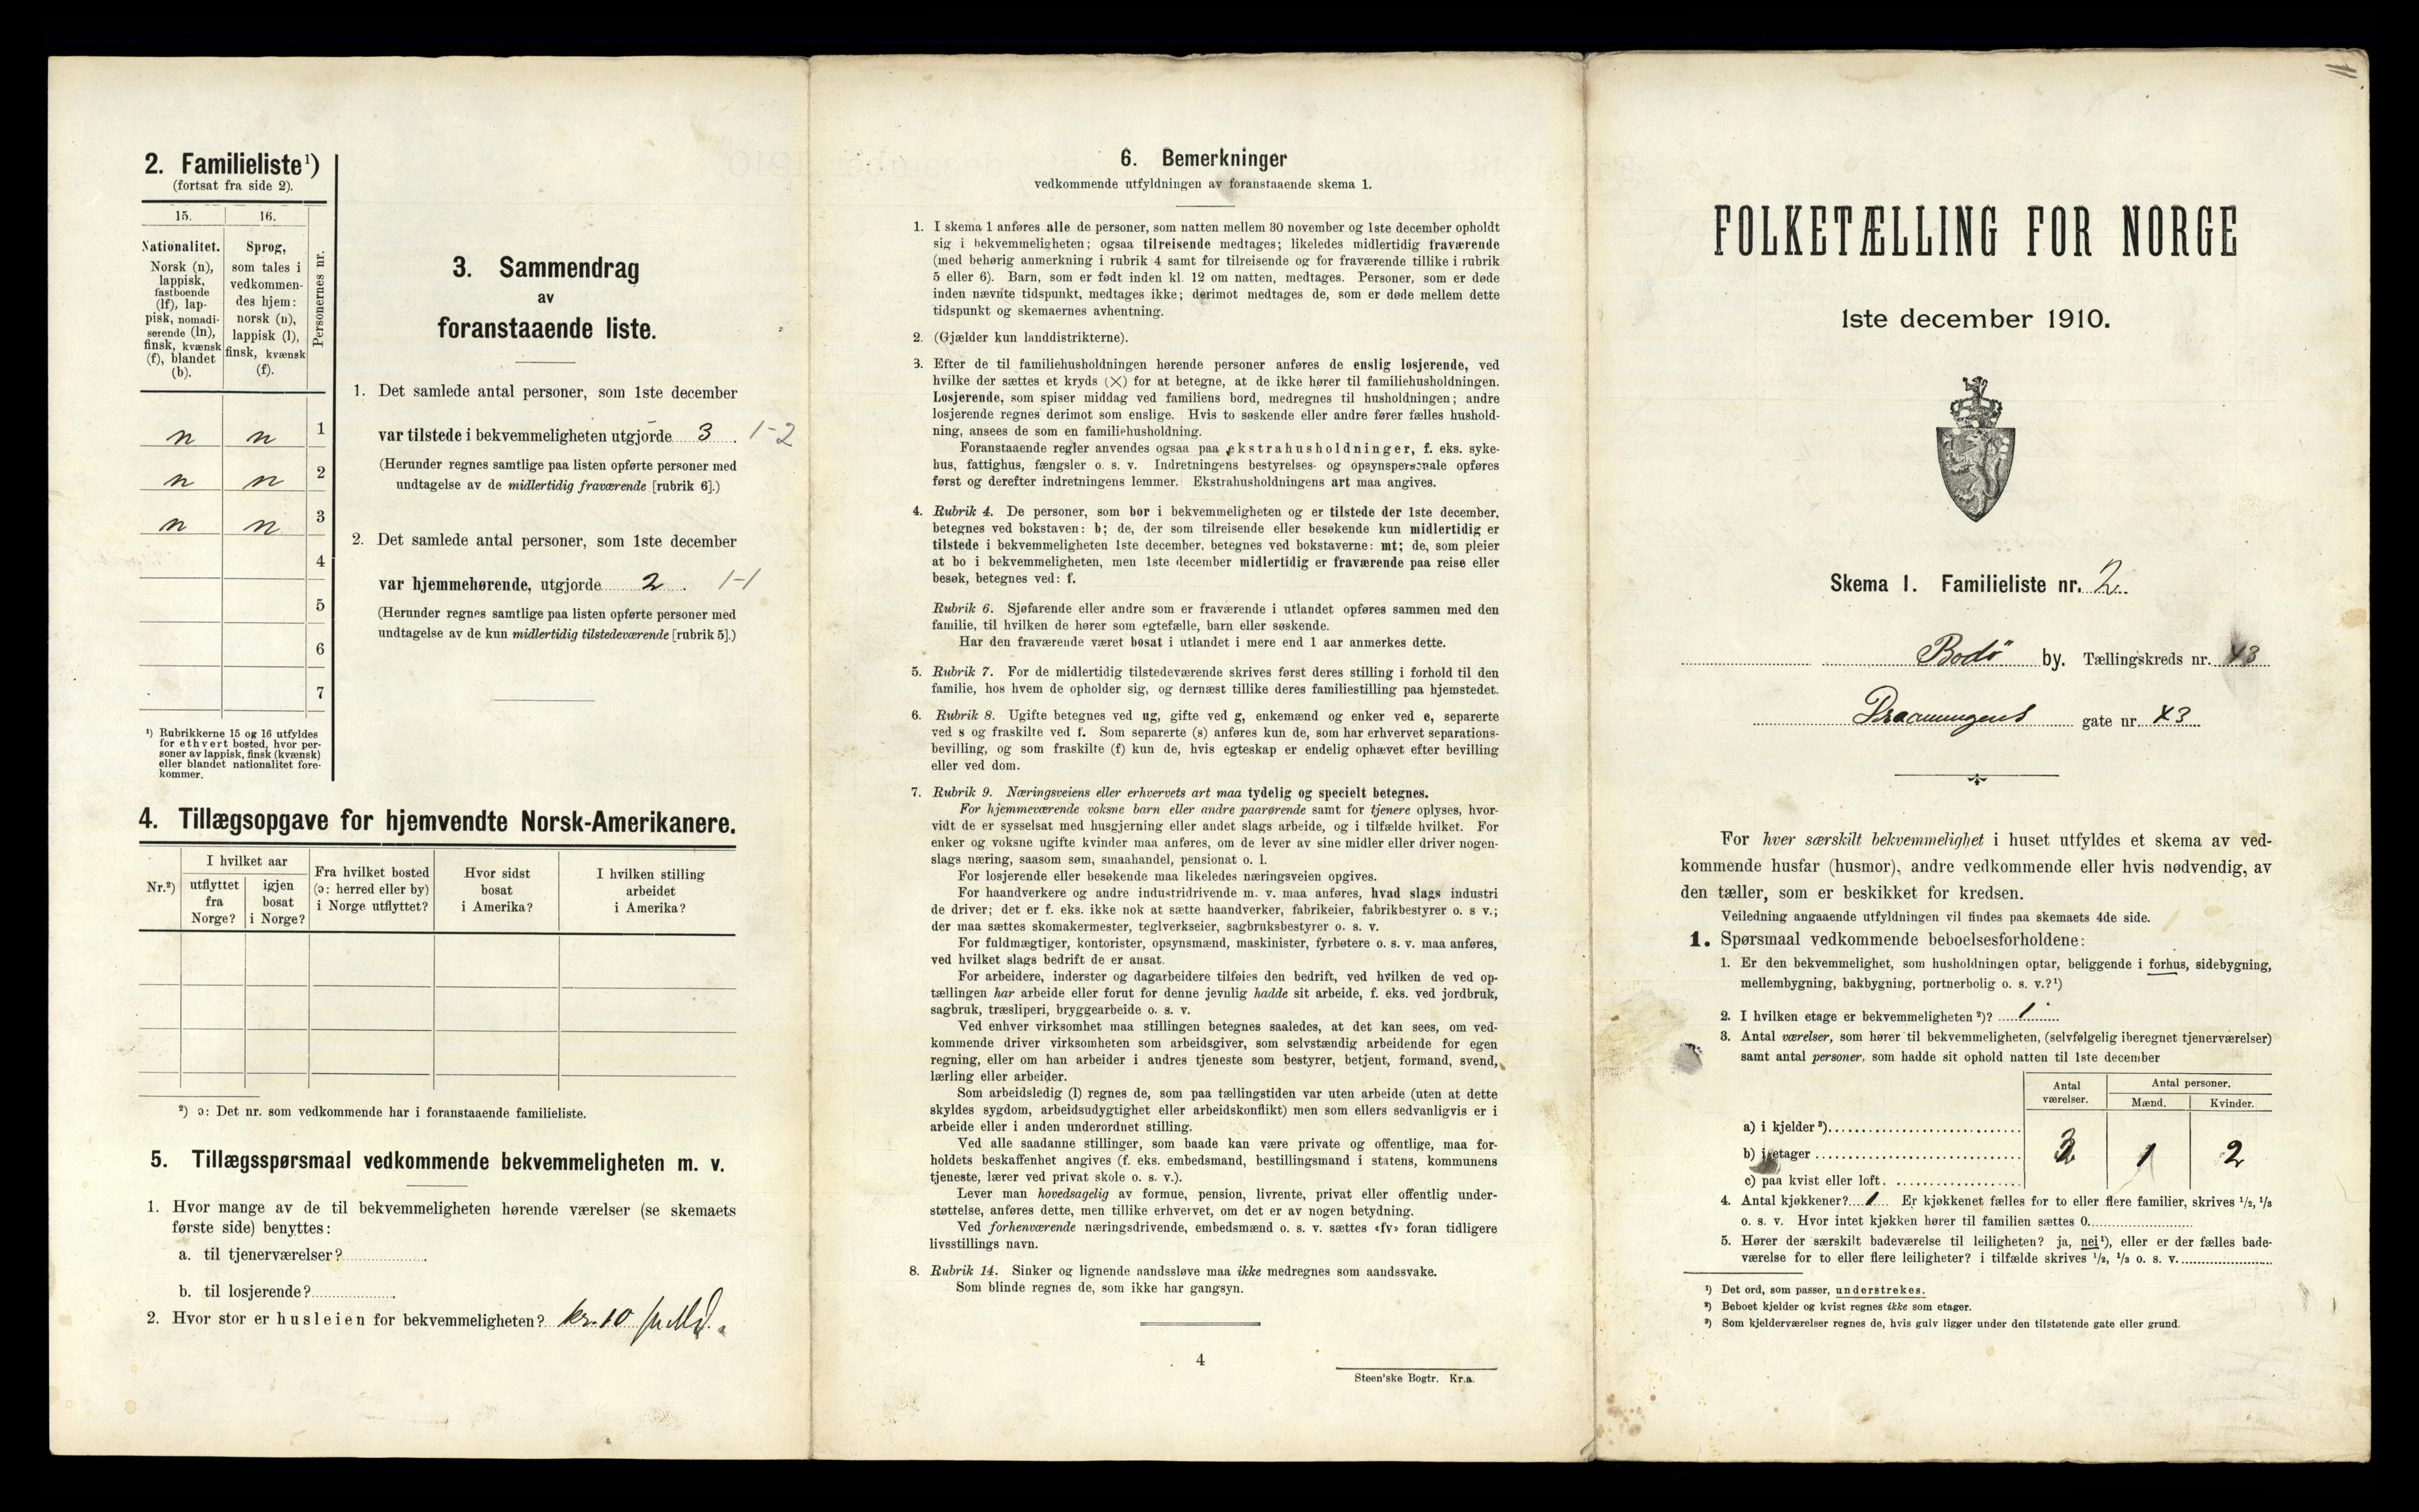 2. Familieliste¹)
(fortsat fra side 2).
15. 16.
Nationalitet.
Norsk (n),
lappisk,
fastboende
(lf), lap-
pisk, nomadi-
serende (ln),
finsk, kvænsk
(f), blandet
(b).
Sprog,
som tales i
vedkommen-
des hjem:
norsk (n),
lappisk (l),
finsk, kvænsk
(f).
Personernes nr.
n n 1
n n 2
n n 3
4
5
6
7
¹) Rubrikkerne 15 og 16 utfyldes
for ethvert bosted, hvor per-
soner av lappisk, finsk (kvænsk)
eller blandet nationalitet fore-
kommer.
3. Sammendrag
av
foranstaaende liste.
1. Det samlede antal personer, som 1ste december
var tilstede i bekvemmeligheten utgjorde 3. 1-2
(Herunder regnes samtlige paa listen opførte personer med
undtagelse av de midlertidig fraværende [rubrik 6].)
2. Det samlede antal personer, som 1ste december
var hjemmehørende, utgjorde 2. 1-1
(Herunder regnes samtlige paa listen opførte personer med
undtagelse av de kun midlertidig tilstedeværende [rubrik 5].)
4. Tillægsopgave for hjemvendte Norsk-Amerikanere.
Nr.²)
I hvilket aar
utflyttet
fra
Norge?
igjen
bosat
i Norge?
Fra hvilket bosted
(ɔ: herred eller by)
i Norge utflyttet?
Hvor sidst
bosat
i Amerika?
I hvilken stilling
arbeidet
i Amerika?
²) ɔ: Det nr. som vedkommende har i foranstaaende familieliste.
5. Tillægsspørsmaal vedkommende bekvemmeligheten m. v.
1. Hvor mange av de til bekvemmeligheten hørende værelser (se skemaets
første side) benyttes:
a. til tjenerværelser?
b. til losjerende?
2. Hvor stor er husleien for bekvemmeligheten? kr. 10 pr Md.
6. Bemerkninger
vedkommende utfyldningen av foranstaaende skema 1.
1. I skema 1 anføres alle de personer, som natten mellem 30 november og 1ste december opholdt
sig i bekvemmeligheten; ogsaa tilreisende medtages; likeledes midlertidig fraværende
(med behørig anmerkning i rubrik 4 samt for tilreisende og for fraværende tillike i rubrik
5 eller 6). Barn, som er født inden kl. 12 om natten, medtages. Personer, som er døde
inden nævnte tidspunkt, medtages ikke; derimot medtages de, som er døde mellem dette
tidspunkt og skemaernes avhentning.
2. (Gjælder kun landdistrikterne).
3. Efter de til familiehusholdningen hørende personer anføres de enslig losjerende, ved
hvilke der sættes et kryds (×) for at betegne, at de ikke hører til familiehusholdningen.
Losjerende, som spiser middag ved familiens bord, medregnes til husholdningen; andre
losjerende regnes derimot som enslige. Hvis to søskende eller andre fører fælles hushold-
ning, ansees de som en familiehusholdning.
Foranstaaende regler anvendes ogsaa paa ekstrahusholdninger, f. eks. syke-
hus, fattighus, fængsler o. s. v. Indretningens bestyrelses- og opsynspersonale opføres
først og derefter indretningens lemmer. Ekstrahusholdningens art maa angives.
4. Rubrik 4. De personer, som bor i bekvemmeligheten og er tilstede der 1ste december,
betegnes ved bokstaven: b; de, der som tilreisende eller besøkende kun midlertidig er
tilstede i bekvemmeligheten 1ste december, betegnes ved bokstaverne: mt; de, som pleier
at bo i bekvemmeligheten, men 1ste december midlertidig er fraværende paa reise eller
besøk, betegnes ved: f.
Rubrik 6. Sjøfarende eller andre som er fraværende i utlandet opføres sammen med den
familie, til hvilken de hører som egtefælle, barn eller søskende.
Har den fraværende været bosat i utlandet i mere end 1 aar anmerkes dette.
5. Rubrik 7. For de midlertidig tilstedeværende skrives først deres stilling i forhold til den
familie, hos hvem de opholder sig, og dernæst tillike deres familiestilling paa hjemstedet.
6. Rubrik 8. Ugifte betegnes ved ug, gifte ved g, enkemænd og enker ved e, separerte
ved s og fraskilte ved f. Som separerte (s) anføres kun de, som har erhvervet separations-
bevilling, og som fraskilte (f) kun de, hvis egteskap er endelig ophævet efter bevilling
eller ved dom.
7. Rubrik 9. Næringsveiens eller erhvervets art maa tydelig og specielt betegnes.
For hjemmeværende voksne barn eller andre paarørende samt for tjenere oplyses, hvor-
vidt de er sysselsat med husgjerning eller andet slags arbeide, og i tilfælde hvilket. For
enker og voksne ugifte kvinder maa anføres, om de lever av sine midler eller driver nogen-
slags næring, saasom søm, smaahandel, pensionat o. l.
For losjerende eller besøkende maa likeledes næringsveien opgives.
For haandverkere og andre industridrivende m. v. maa anføres, hvad slags industri
de driver; det er f. eks. ikke nok at sætte haandverker, fabrikeier, fabrikbestyrer o. s v.;
der maa sættes skomakermester, teglverkseier, sagbruksbestyrer o. s. v.
For fuldmægtiger, kontorister, opsynsmænd, maskinister, fyrbøtere o. s. v. maa anføres,
ved hvilket slags bedrift de er ansat.
For arbeidere, inderster og dagarbeidere tilføies den bedrift, ved hvilken de ved op-
tællingen har arbeide eller forut for denne jevnlig hadde sit arbeide, f. eks. ved jordbruk,
sagbruk, træsliperi, bryggearbeide o. s. v.
Ved enhver virksomhet maa stillingen betegnes saaledes, at det kan sees, om ved-
kommende driver virksomheten som arbeidsgiver, som selvstændig arbeidende for egen
regning, eller om han arbeider i andres tjeneste som bestyrer, betjent, formand, svend,
lærling eller arbeider.
Som arbeidsledig (l) regnes de, som paa tællingstiden var uten arbeide (uten at dette
skyldes sygdom, arbeidsudygtighet eller arbeidskonflikt) men som ellers sedvanligvis er i
arbeide eller i anden underordnet stilling.
Ved alle saadanne stillinger, som baade kan være private og offentlige, maa for-
holdets beskaffenhet angives (f. eks. embedsmand, bestillingsmand i statens, kommunens
tjeneste, lærer ved privat skole o. s. v.).
Lever man hovedsagelig av formue, pension, livrente, privat eller offentlig under-
støttelse, anføres dette, men tillike erhvervet, om det er av nogen betydning.
Ved forhenværende næringsdrivende, embedsmænd o. s. v. sættes «fv» foran tidligere
livsstillings navn.
8. Rubrik 14. Sinker og lignende aandssløve maa ikke medregnes som aandssvake.
Som blinde regnes de, som ikke har gangsyn.
4
Steen'ske Bogtr. Kr.a.
FOLKETÆLLING FOR NORGE
1ste december 1910.
Skema 1. Familieliste nr. 2.
Bodö by. Tællingskreds nr. 3
gate nr. 43
For hver særskilt bekvemmelighet i huset utfyldes et skema av ved-
kommende husfar (husmor), andre vedkommende eller hvis nødvendig, av
den tæller, som er beskikket for kredsen.
Veiledning angaaende utfyldningen vil findes paa skemaets 4de side.
1. Spørsmaal vedkommende beboelsesforholdene:
1. Er den bekvemmelighet, som husholdningen optar, beliggende i forhus, sidebygning,
mellembygning, bakbygning, portnerbolig o. s. v.?¹)
2. I hvilken etage er bekvemmeligheten²)? 1
3. Antal værelser, som hører til bekvemmeligheten, (selvfølgelig iberegnet tjenerværelser)
samt antal personer, som hadde sit ophold natten til 1ste december
Antal
værelser.
Antal personer.
Mænd. Kvinder.
a) i kjelder³)
b) i etager 3 1 2
c) paa kvist eller loft
4. Antal kjøkkener? 1 Er kjøkkenet fælles for to eller flere familier, skrives 1/2, 1/3
o. s. v. Hvor intet kjøkken hører til familien sættes 0.
5. Hører der særskilt badeværelse til leiligheten? ja, nei¹), eller er der fælles bade-
værelse for to eller flere leiligheter? i tilfælde skrives 1/2, 1/3 o. s. v.
¹) Det ord, som passer, understrekes.
²) Beboet kjelder og kvist regnes ikke som etager.
³) Som kjelderværelser regnes de, hvis gulv ligger under den tilstøtende gate eller grund.